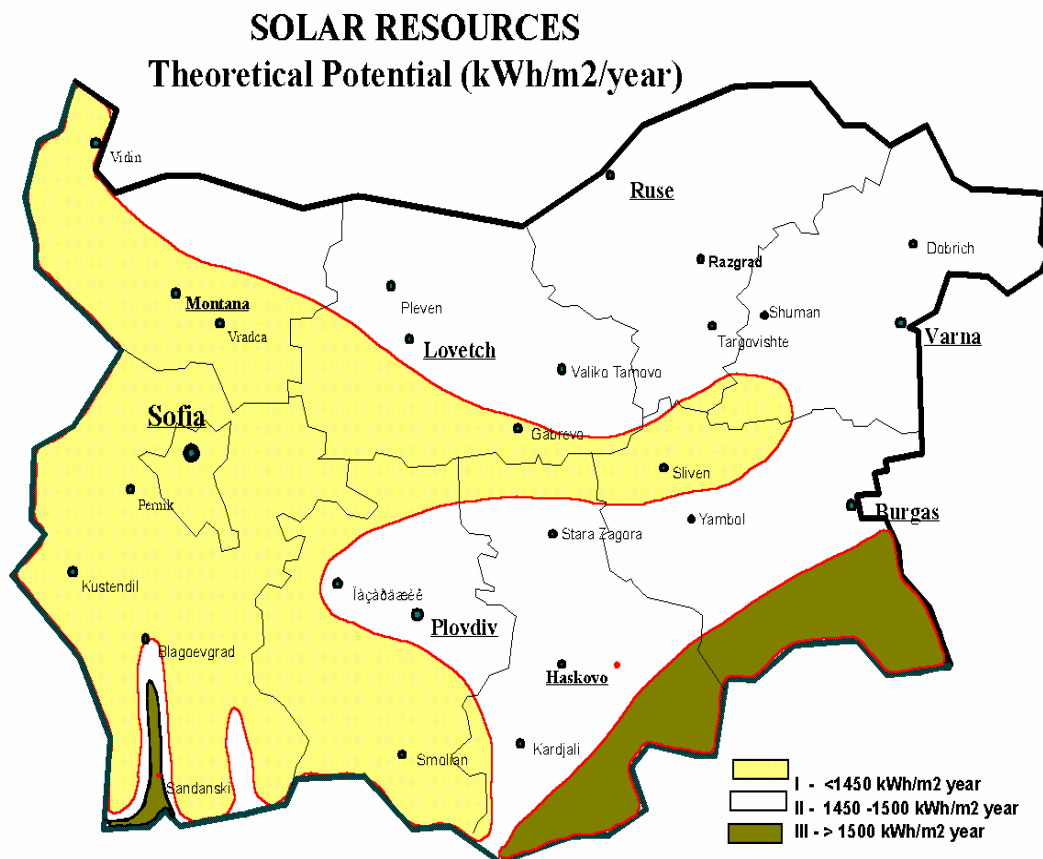 SOLAR RESOURCES
Theoretical Potential (kWh/m2/year)
Vidin
Ruse
Dobrich
Razgrad
Montana
Pleven
Shuman
Vradca
Lovetch
Targovishte
Varna
Valiko Tarnovo
Sofia
Gabrovo
Sliven
Pernik
Burgas
Yambol
Stara Zagora
Kustendil
Ïàçàðäæèê
Plovdiv
Blagoevgrad
Haskovo
Kardjali
Smolian
Sandanski
I - <1450 kWh/m2 year
II - 1450 -1500 kWh/m2 year
III - > 1500 kWh/m2 year